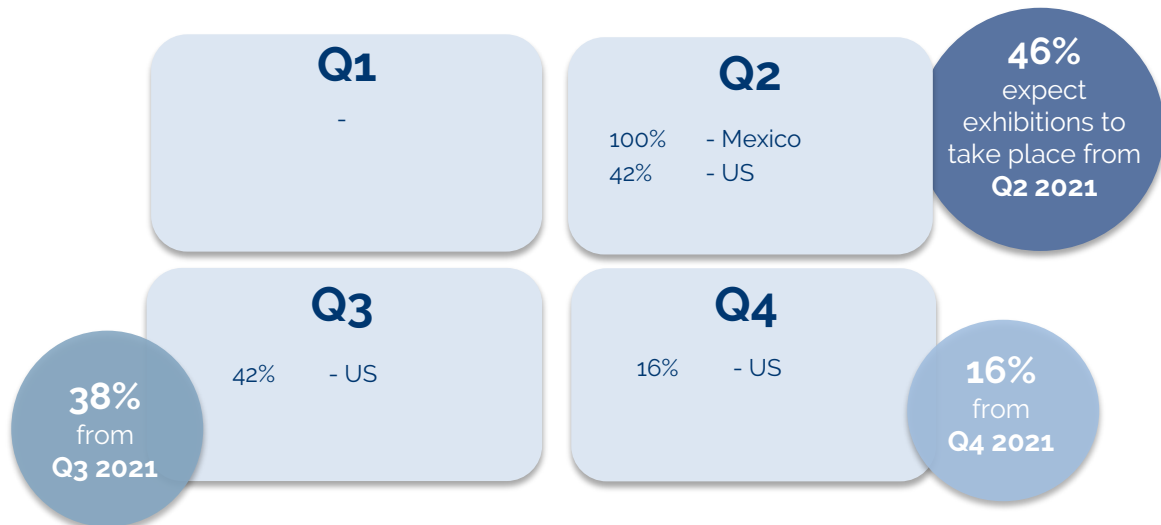 Q1
-
Q2
100% - Mexico
42% - US
46%
expect
exhibitions to
take place from
Q2 2021
Q3
42% - US
38%
from
Q3 2021
Q4
16% - US
16%
from
Q4 2021